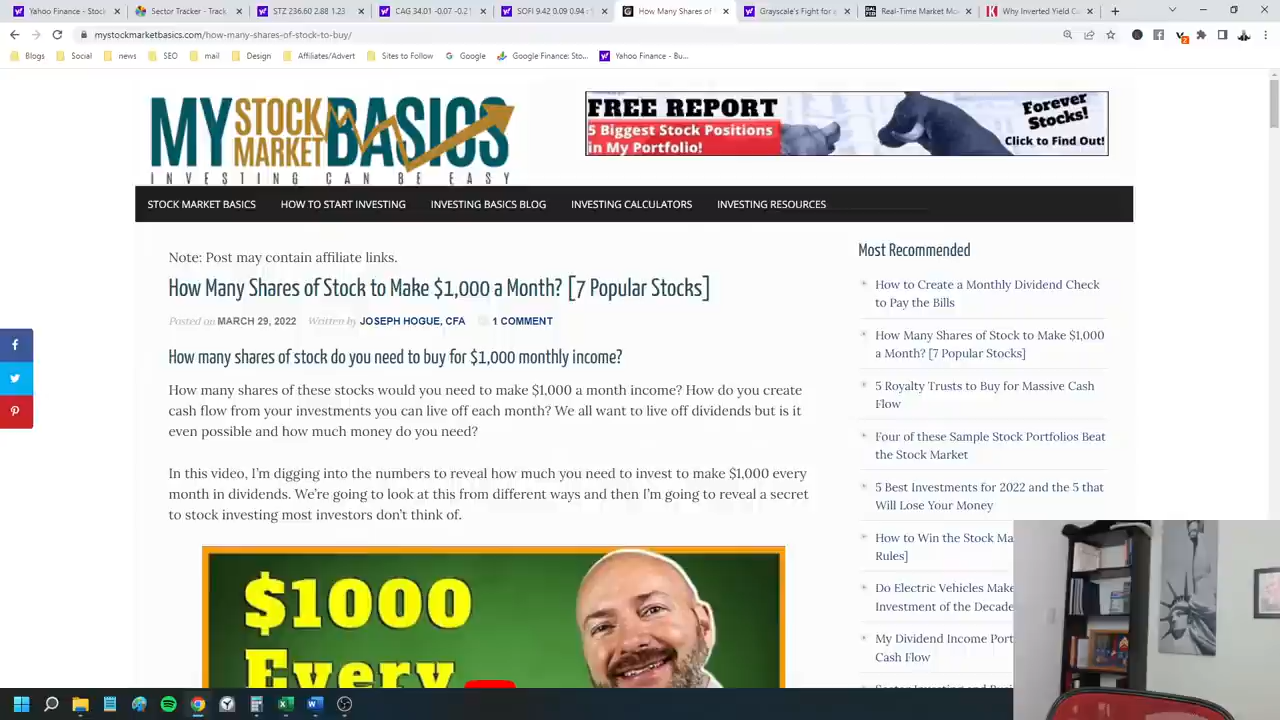 Yahoo Finance - Stock
Sector Tracker - Track
STZ 236.60 2.88 1.23
CAG 34.01 -0.07 -0.2
SOFI 9.42 0.09 0.94
How Many Shares of
Grayscale's Fight for
Real-Time Market Mo
Why Inverted Yield C
mystockmarketbasics.com/how-many-shares-of-stock-to-buy/
Blogs
Social
news
SEO
mail
Design
Affiliates/Advert
Sites to Follow
Google
Google Finance: Sto...
Yahoo Finance - Bu...
MY STOCK MARKET BASICS
INVESTING CAN BE EASY
FREE REPORT
5 Biggest Stock Positions
in My Portfolio!
Forever
Stocks!
Click to Find Out!
STOCK MARKET BASICS
HOW TO START INVESTING
INVESTING BASICS BLOG
INVESTING CALCULATORS
INVESTING RESOURCES
Note: Post may contain affiliate links.
How Many Shares of Stock to Make $1,000 a Month? [7 Popular Stocks]
Posted on MARCH 29, 2022 Written by JOSEPH HOGUE, CFA 1 COMMENT
How many shares of stock do you need to buy for $1,000 monthly income?
How many shares of these stocks would you need to make $1,000 a month income? How do you create
cash flow from your investments you can live off each month? We all want to live off dividends but is it
even possible and how much money do you need?
In this video, I'm digging into the numbers to reveal how much you need to invest to make $1,000 every
month in dividends. We're going to look at this from different ways and then I'm going to reveal a secret
to stock investing most investors don't think of.
$1000
Every
Most Recommended
How to Create a Monthly Dividend Check
to Pay the Bills
How Many Shares of Stock to Make $1,000
a Month? [7 Popular Stocks]
5 Royalty Trusts to Buy for Massive Cash
Flow
Four of these Sample Stock Portfolios Beat
the Stock Market
5 Best Investments for 2022 and the 5 that
Will Lose Your Money
How to Win the Stock Ma
Rules]
Do Electric Vehicles Make
Investment of the Decade
My Dividend Income Port
Cash Flow